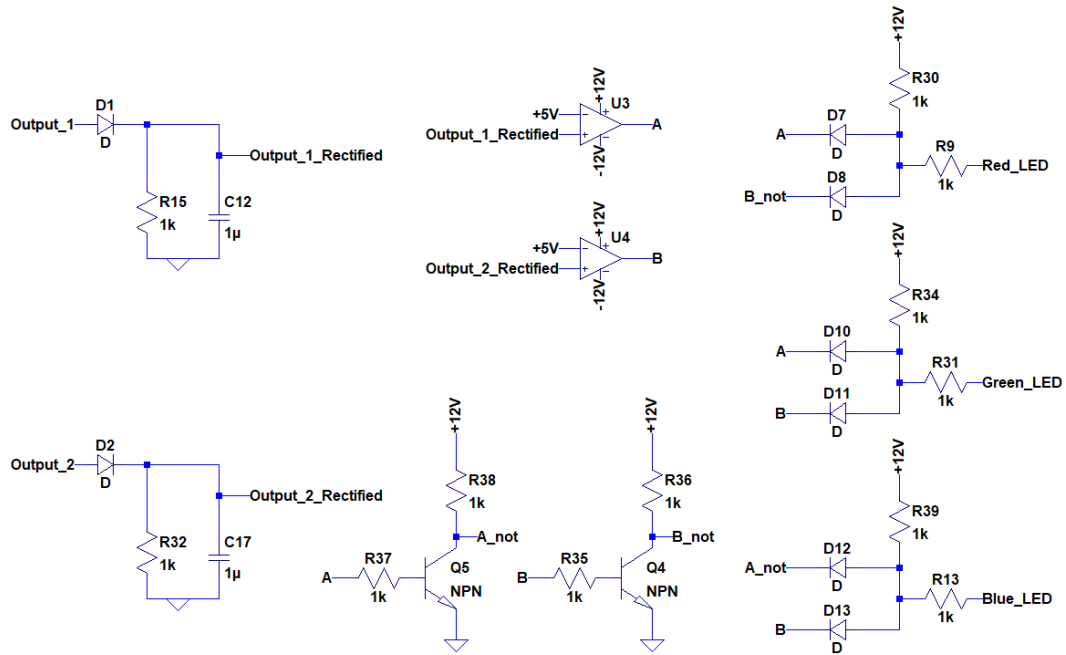 Output_1
D1
D
Output_1_Rectified
R15
1k
C12
1µ
+12V
+5V
U3
Output_1_Rectified
A
-12V
+12V
+5V
U4
Output_2_Rectified
B
-12V
+12V
R30
1k
A
D7
D
R9
1k
Red_LED
B_not
D8
D
+12V
R34
1k
A
D10
D
R31
1k
Green_LED
B
D11
D
Output_2
D2
D
Output_2_Rectified
R32
1k
C17
1µ
+12V
R38
1k
A_not
A
R37
1k
Q5
NPN
+12V
R36
1k
B_not
B
R35
1k
Q4
NPN
+12V
R39
1k
A_not
D12
D
R13
1k
Blue_LED
B
D13
D